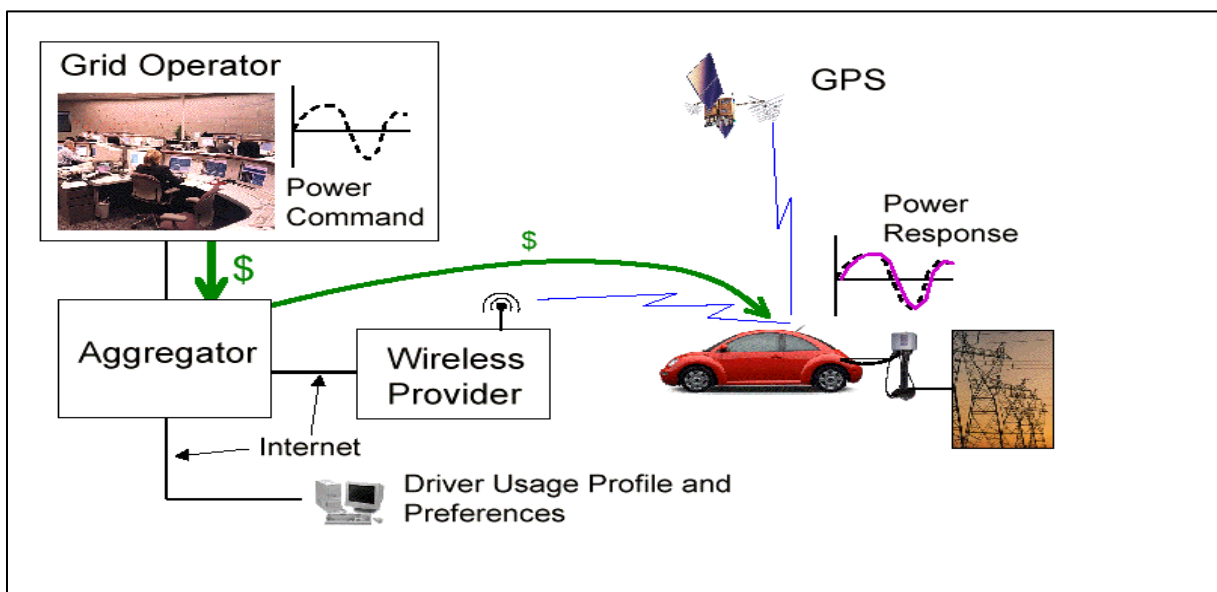 Grid Operator
Power
Command
$
Aggregator
Wireless
Provider
Internet
Driver Usage Profile and
Preferences
$
GPS
Power
Response